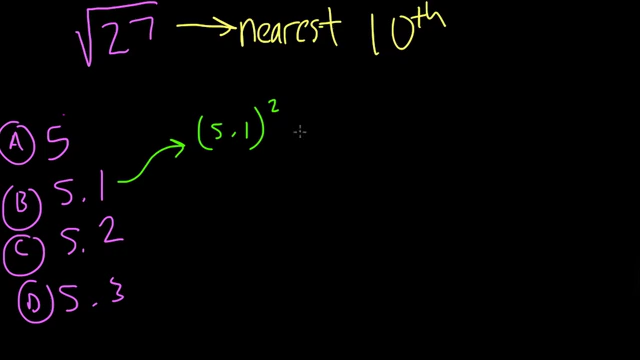 √27 → nearest 10th
(5.1)²
A 5
B 5.1
C 5.2
D 5.3